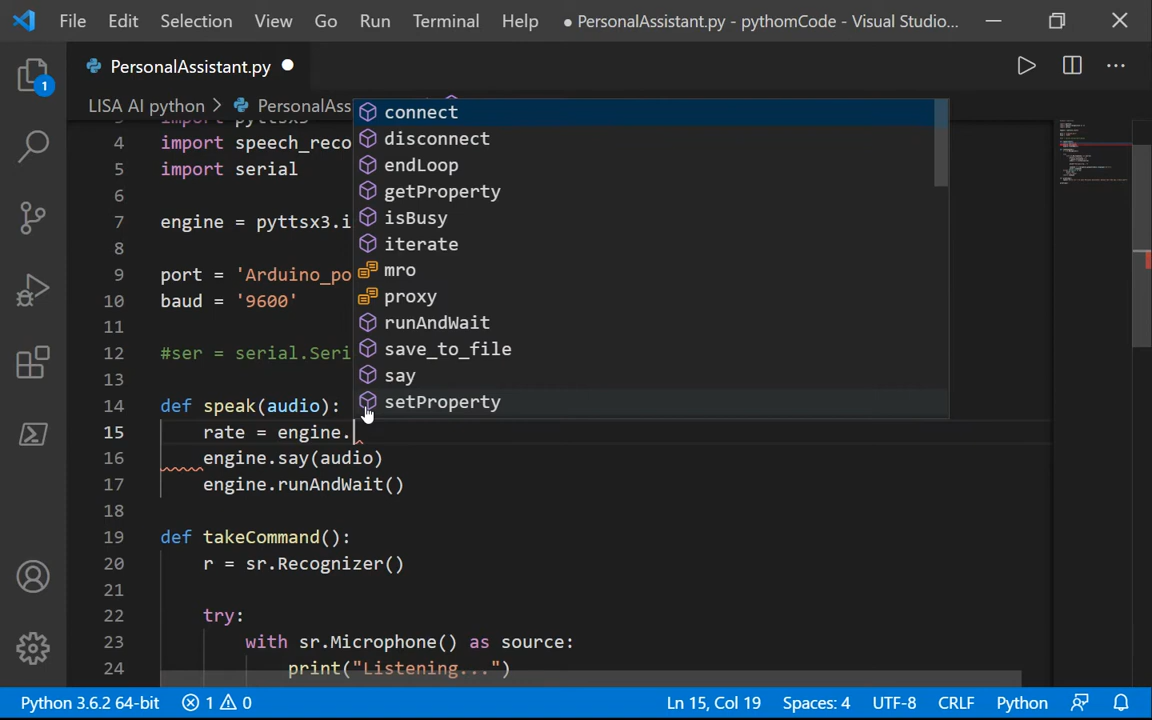 File Edit Selection View Go Run Terminal Help ● PersonalAssistant.py - pythomCode - Visual Studio...
PersonalAssistant.py ●
LISA AI python > PersonalAss
3 import pyttsx3
4 import speech_reco
5 import serial
6
7 engine = pyttsx3.i
8
9 port = 'Arduino_po
10 baud = '9600'
11
12 #ser = serial.Seri
13
14 def speak(audio):
15 rate = engine.
16 engine.say(audio)
17 engine.runAndWait()
18
19 def takeCommand():
20 r = sr.Recognizer()
21
22 try:
23 with sr.Microphone() as source:
24 print("Listening...")
connect
disconnect
endLoop
getProperty
isBusy
iterate
mro
proxy
runAndWait
save_to_file
say
setProperty
1
Python 3.6.2 64-bit 1 0 Ln 15, Col 19 Spaces: 4 UTF-8 CRLF Python